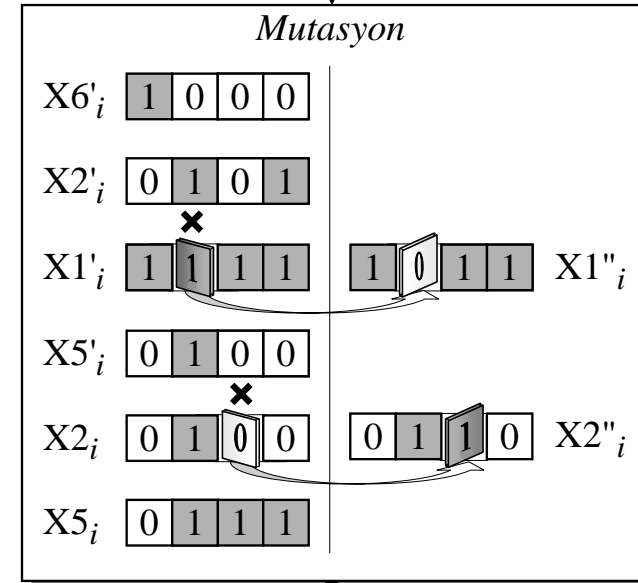 Mutasyon
X6'i 1 0 0 0
X2'i 0 1 0 1
X1'i 1 1 1 1 1 0 1 1 X1"i
X5'i 0 1 0 0
X2i 0 1 0 0 0 1 1 0 X2"i
X5i 0 1 1 1